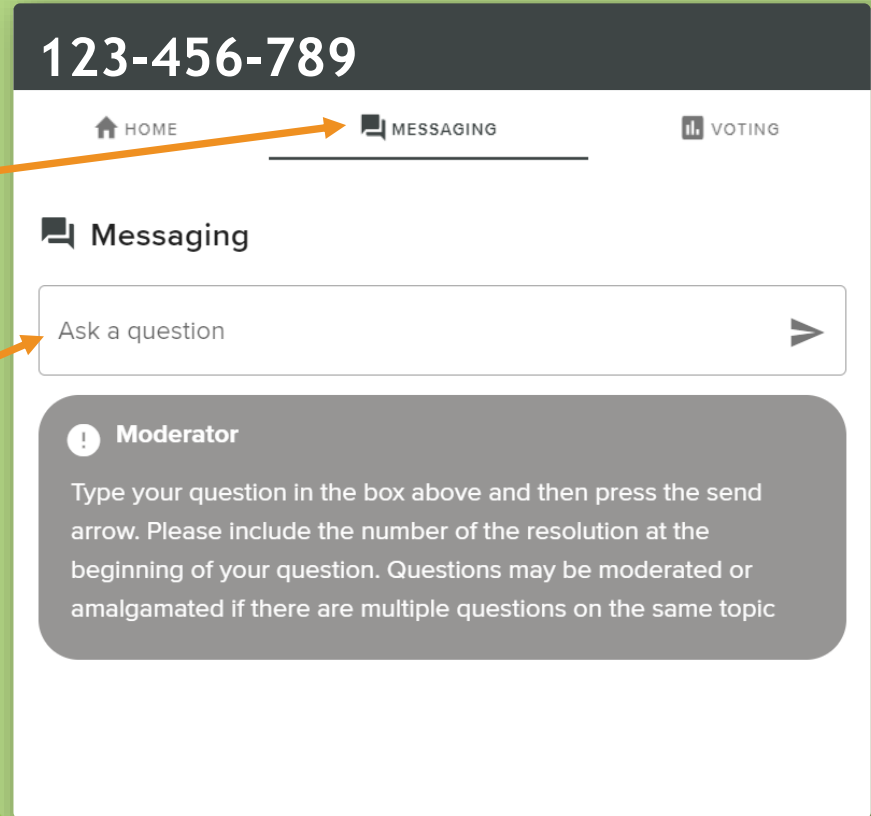 123-456-789
HOME MESSAGING VOTING
Messaging
Ask a question
! Moderator
Type your question in the box above and then press the send
arrow. Please include the number of the resolution at the
beginning of your question. Questions may be moderated or
amalgamated if there are multiple questions on the same topic